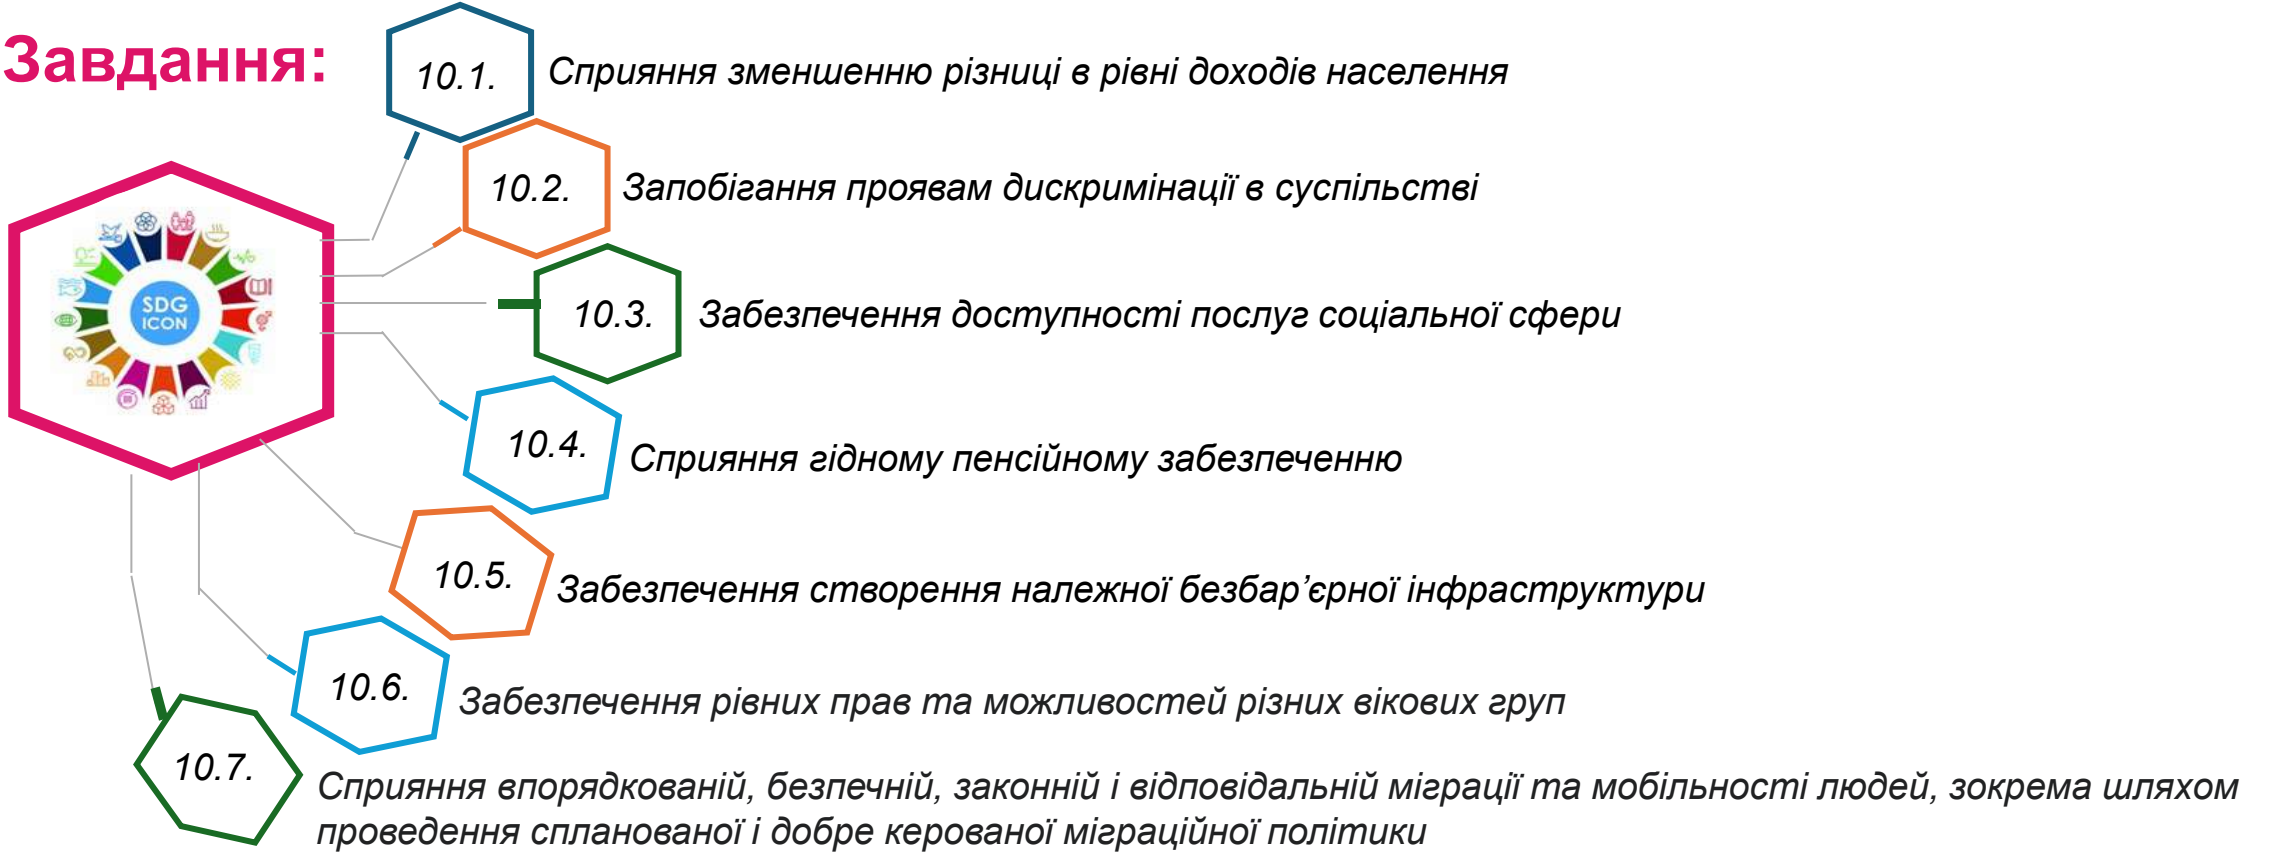 Завдання:
10.1.
Сприяння зменшенню різниці в рівні доходів населення
10.2.
Запобігання проявам дискримінації в суспільстві
10.3.
Забезпечення доступності послуг соціальної сфери
SDG
ICON
10.4.
Сприяння гідному пенсійному забезпеченню
10.5.
Забезпечення створення належної безбар’єрної інфраструктури
10.6.
Забезпечення рівних прав та можливостей різних вікових груп
10.7.
Сприяння впорядкованій, безпечній, законній і відповідальній міграції та мобільності людей, зокрема шляхом
проведення спланованої і добре керованої міграційної політики